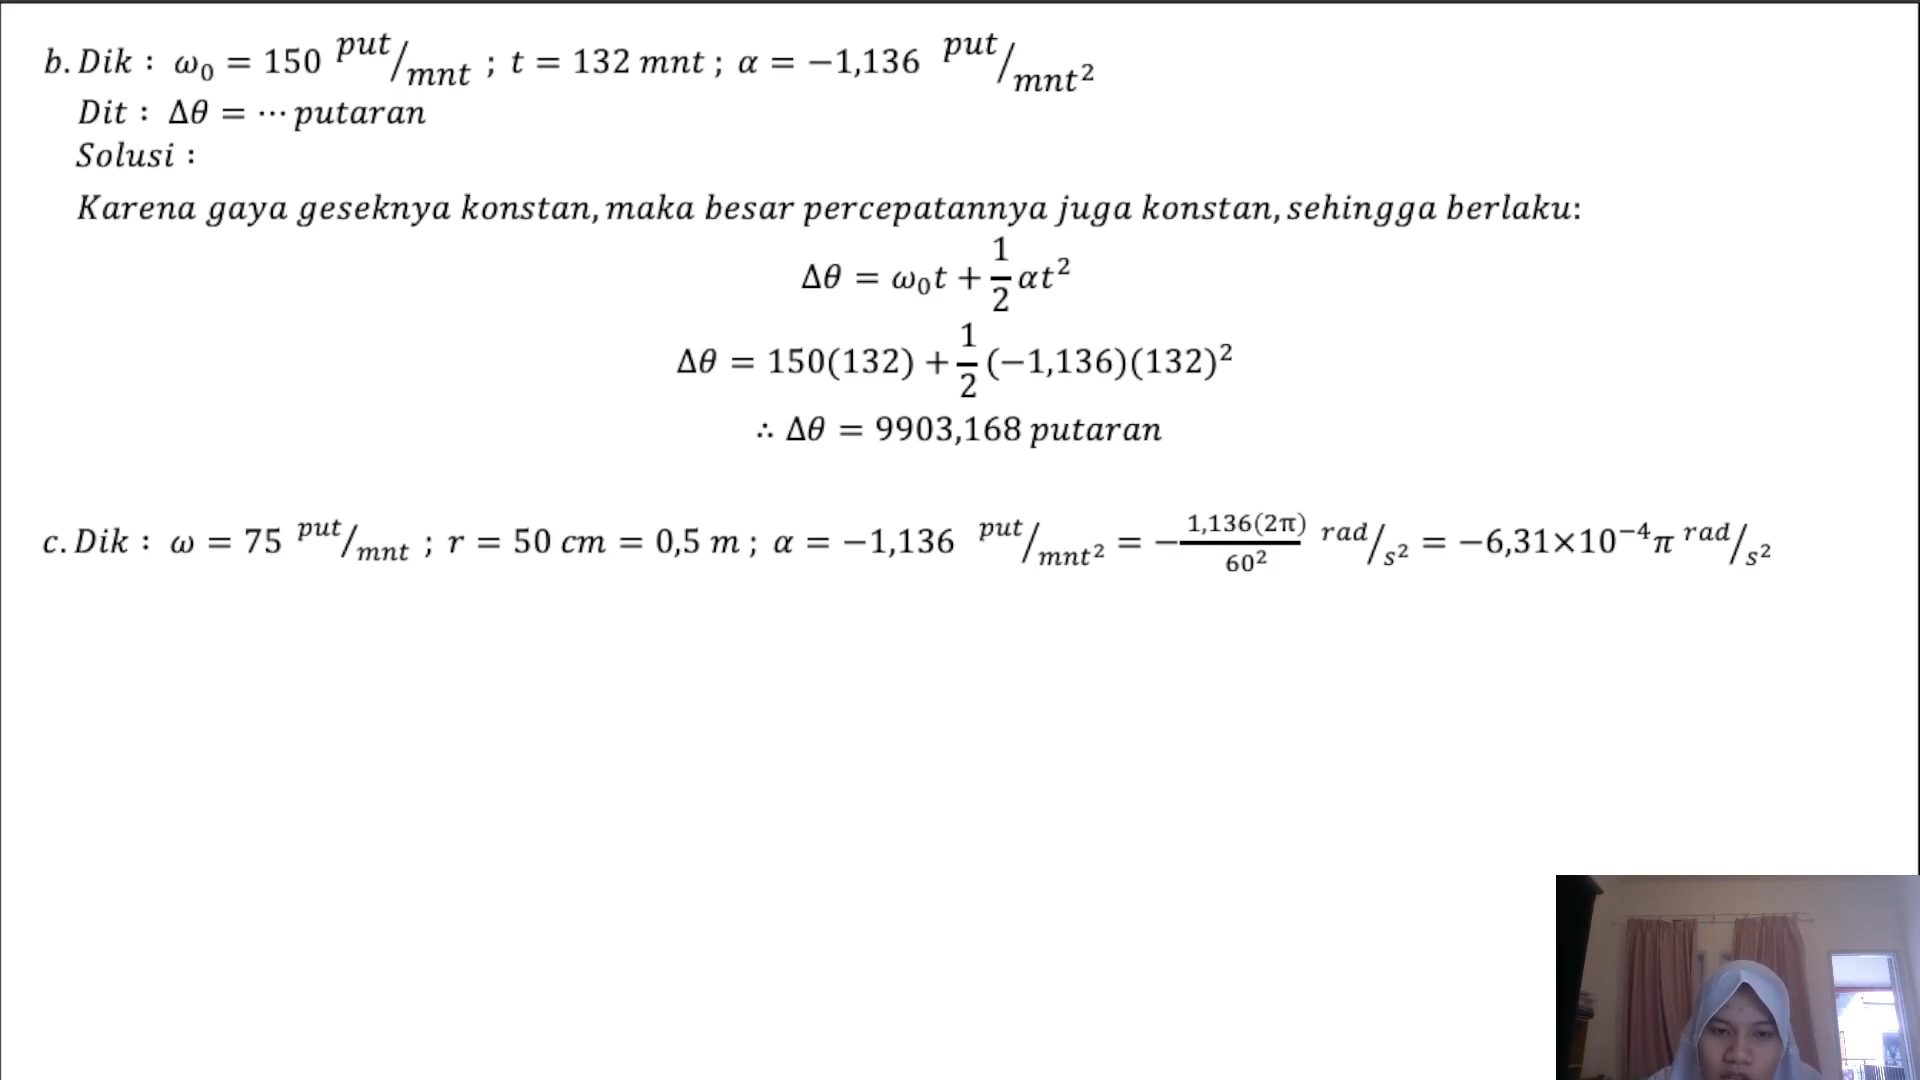 b. Dik : ω₀ = 150 put/mnt ; t = 132 mnt ; α = −1,136 put/mnt²
Dit : Δθ = ⋯ putaran
Solusi :
Karena gaya geseknya konstan, maka besar percepatannya juga konstan, sehingga berlaku:
Δθ = ω₀t + 1/2 αt²
Δθ = 150(132) + 1/2 (−1,136)(132)²
∴ Δθ = 9903,168 putaran
c. Dik : ω = 75 put/mnt ; r = 50 cm = 0,5 m ; α = −1,136 put/mnt² = − 1,136(2π)/60² rad/s² = −6,31×10⁻⁴π rad/s²